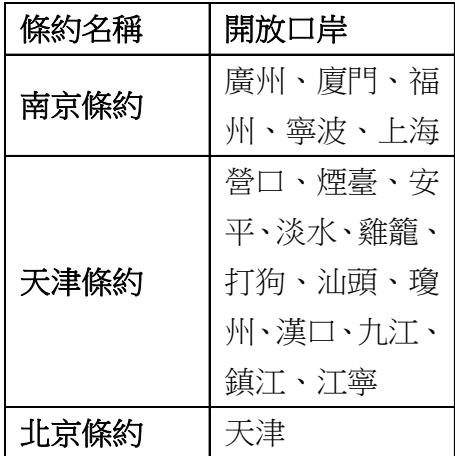 條約名稱 開放口岸
南京條約 廣州、廈門、福
州、寧波、上海
天津條約 營口、煙臺、安
平、淡水、雞籠、
打狗、汕頭、瓊
州、漢口、九江、
鎮江、江寧
北京條約 天津